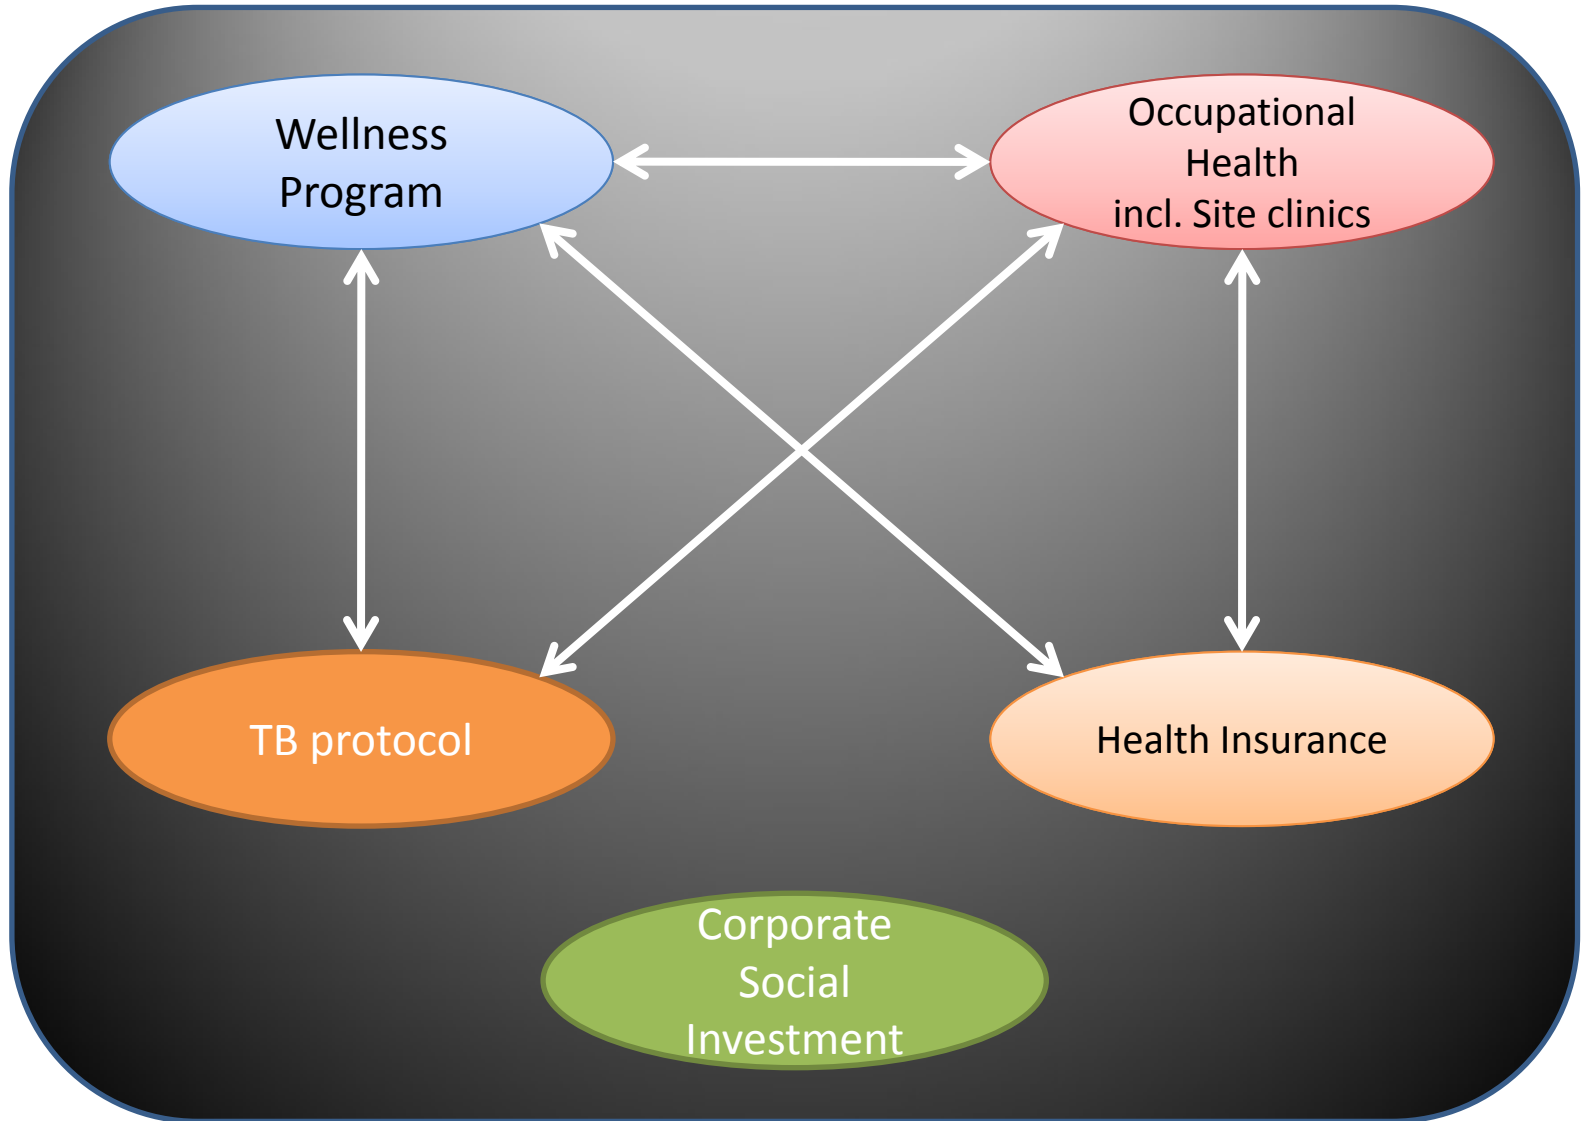 Wellness
Program
Occupational
Health
incl. Site clinics
TB protocol
Health Insurance
Corporate
Social
Investment